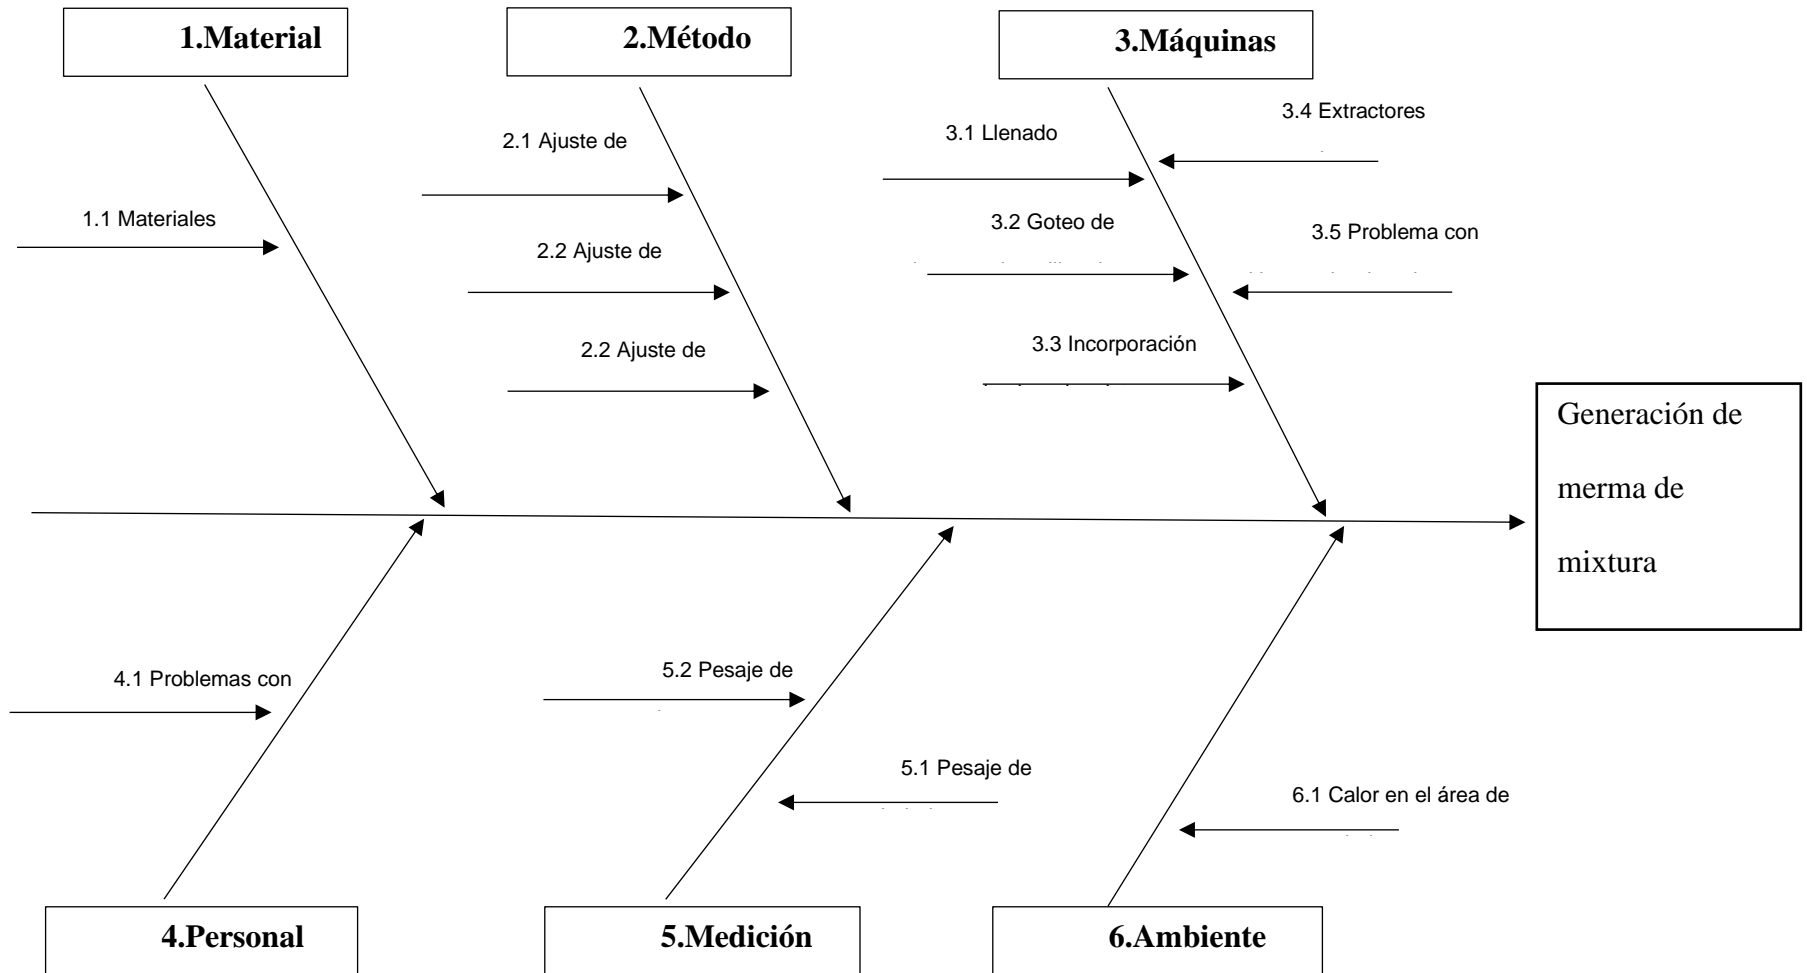 1.Material
2.Método
3.Máquinas
3.4 Extractores
3.1 Llenado
2.1 Ajuste de
1.1 Materiales
3.2 Goteo de
3.5 Problema con
2.2 Ajuste de
3.3 Incorporación
2.2 Ajuste de
Generación de
merma de
mixtura
4.1 Problemas con
5.2 Pesaje de
5.1 Pesaje de
6.1 Calor en el área de
4.Personal
5.Medición
6.Ambiente